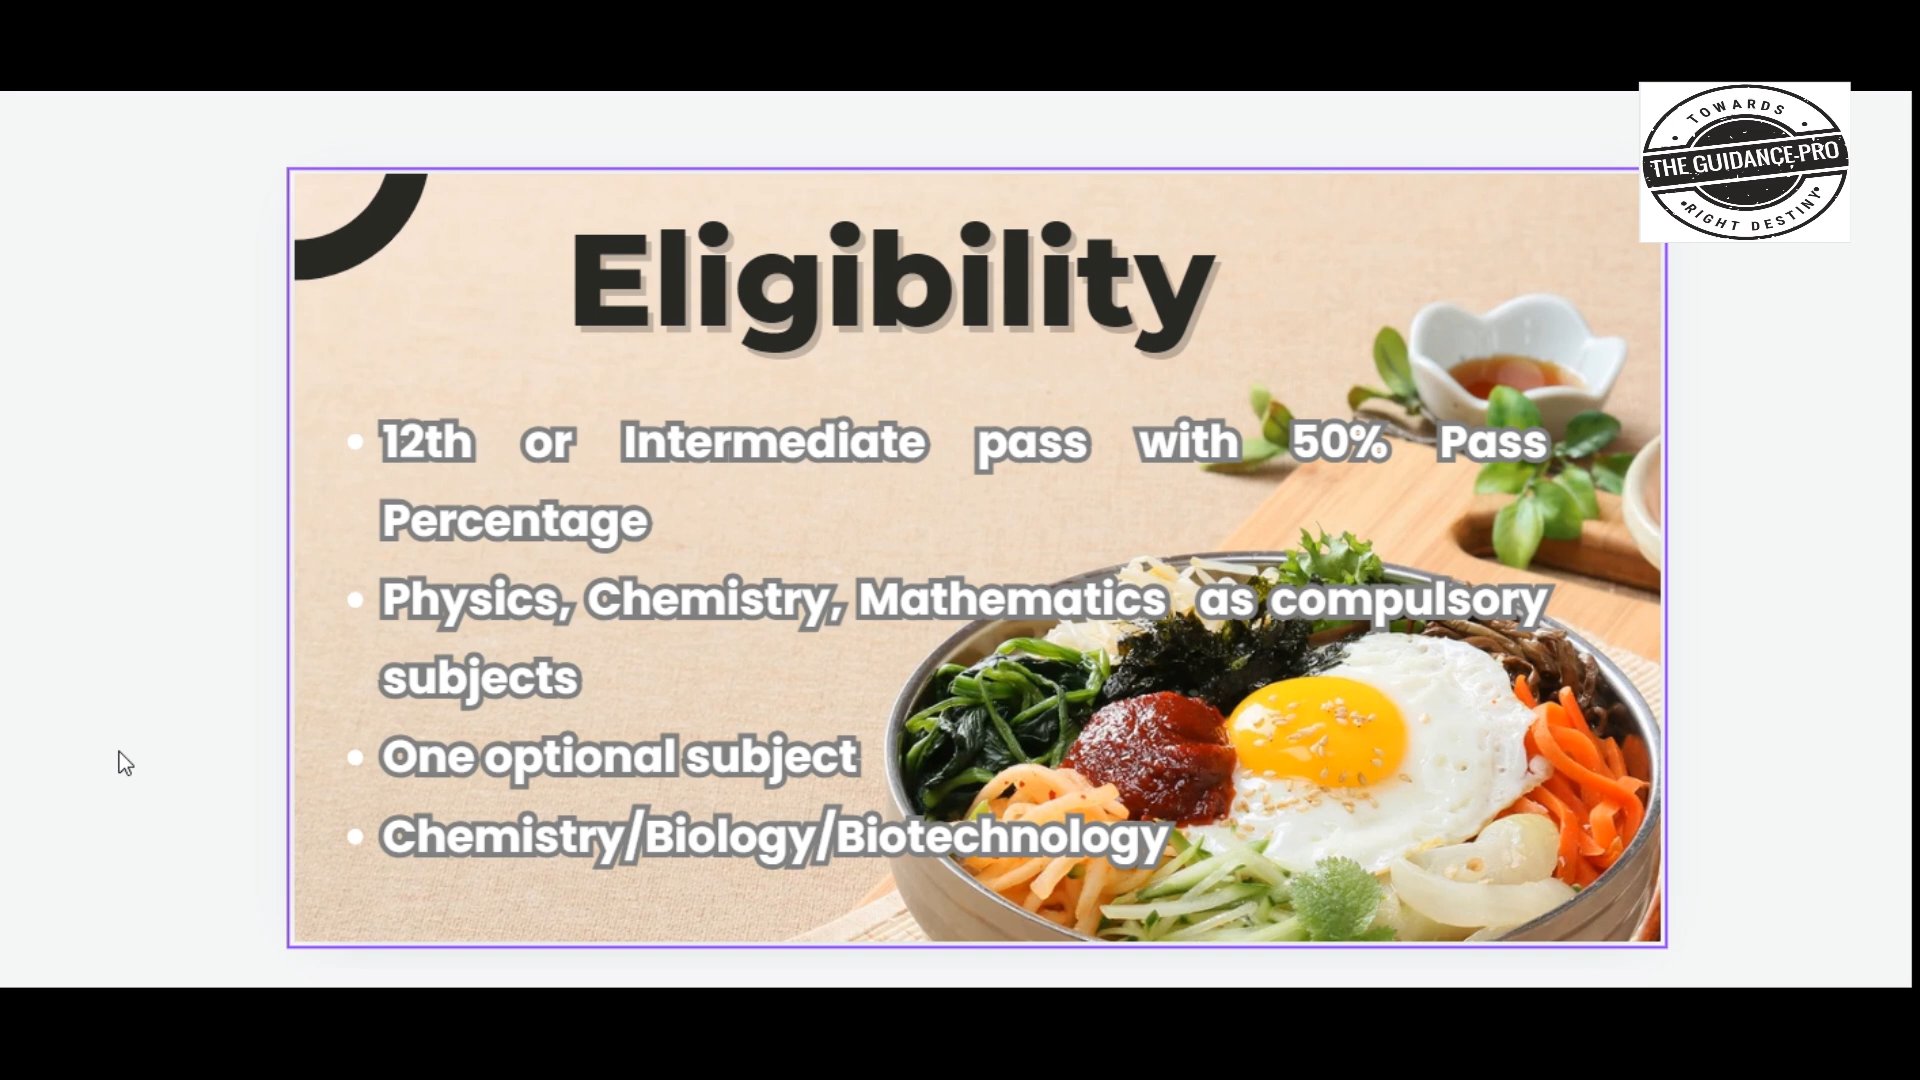 TOWARDS
THE GUIDANCE-PRO
RIGHT DESTINY
Eligibility
• 12th or Intermediate pass with 50% Pass
Percentage
• Physics, Chemistry, Mathematics as compulsory
subjects
• One optional subject
• Chemistry/Biology/Biotechnology